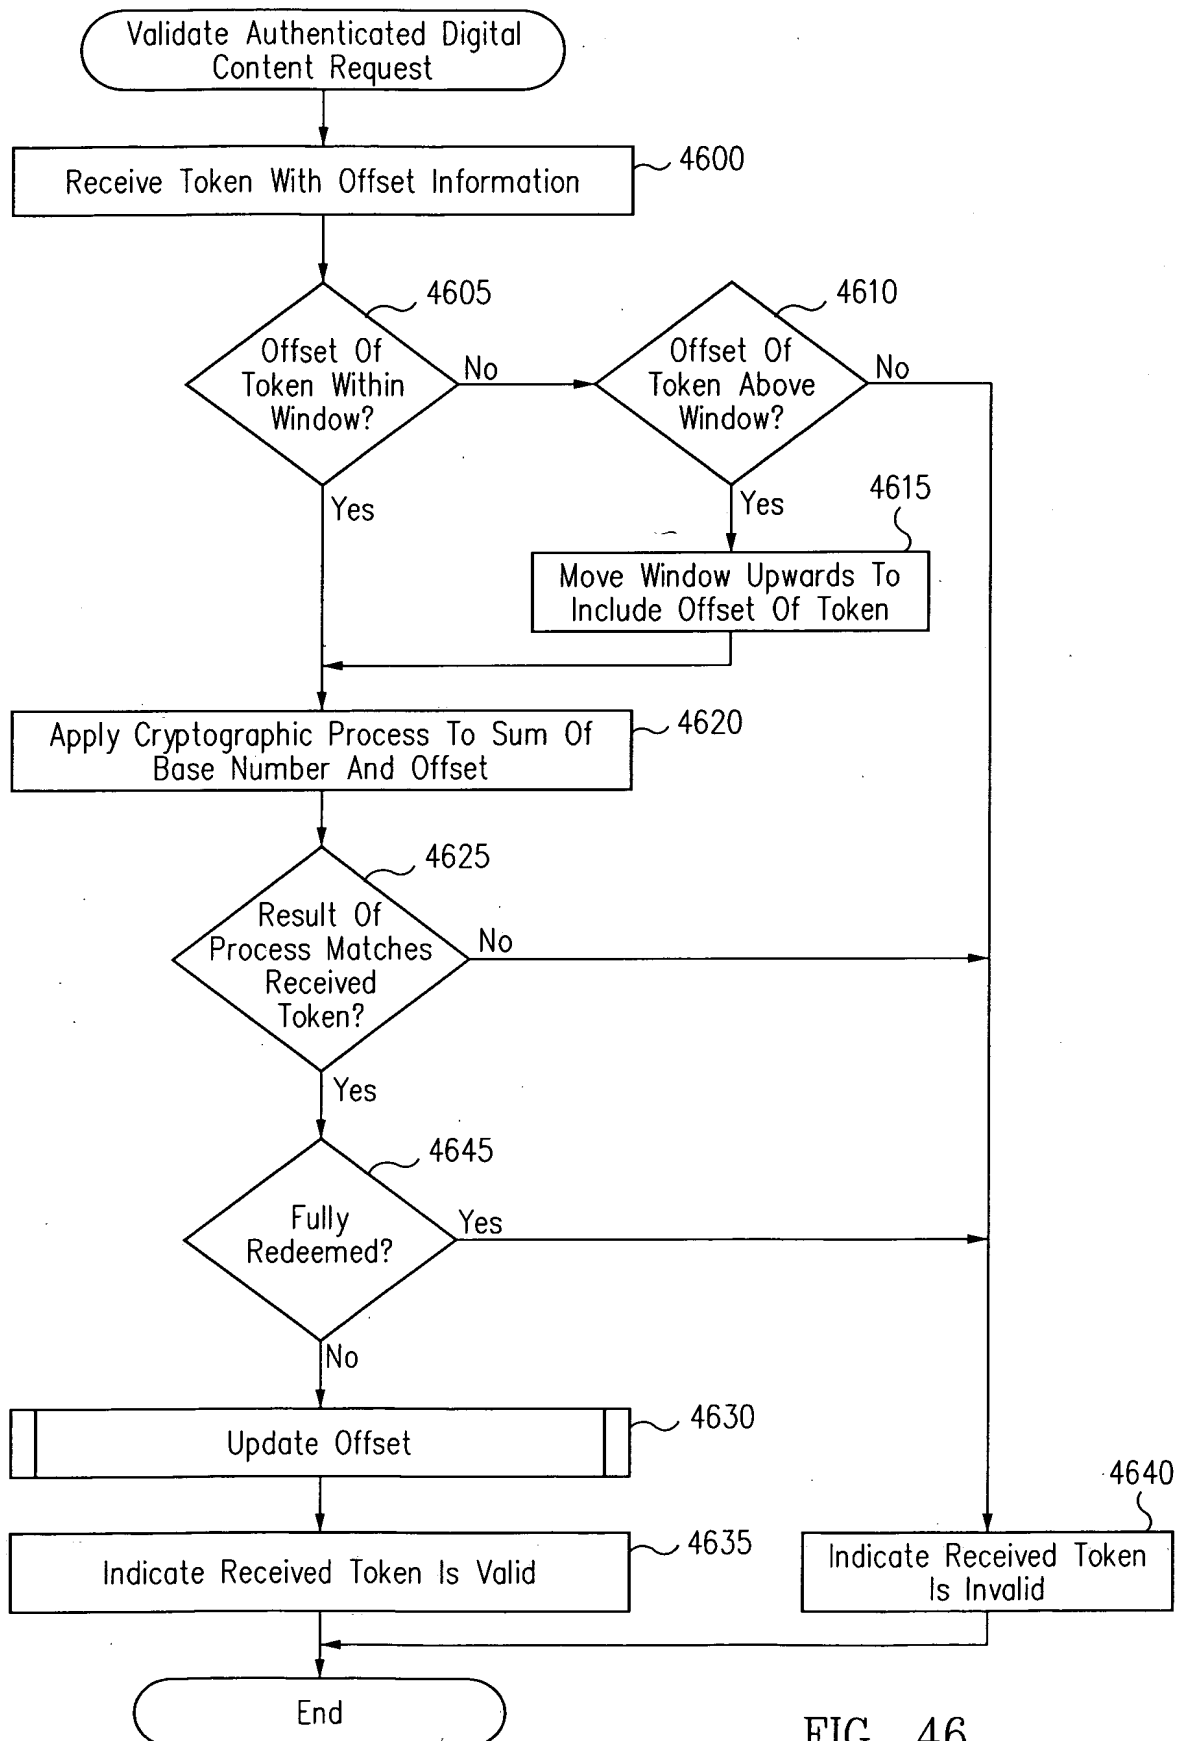 Validate Authenticated Digital
Content Request
4600
Receive Token With Offset Information
4605
Offset Of
Token Within
Window?
No
Yes
4610
Offset Of
Token Above
Window?
No
Yes
4615
Move Window Upwards To
Include Offset Of Token
4620
Apply Cryptographic Process To Sum Of
Base Number And Offset
4625
Result Of
Process Matches
Received
Token?
No
Yes
4645
Fully
Redeemed?
Yes
No
4630
Update Offset
4635
Indicate Received Token Is Valid
4640
Indicate Received Token
Is Invalid
End
FIG. 46